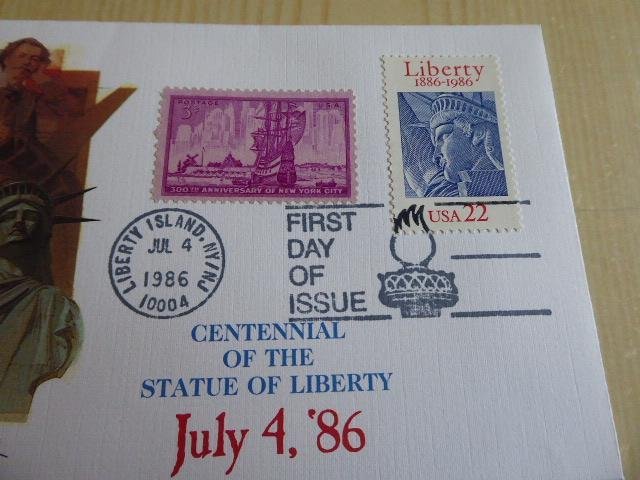 POSTAGE
U.S.A.
3¢
300TH ANNIVERSARY OF NEW YORK CITY
Liberty
1886-1986
USA 22
LIBERTY ISLAND, NY/NJ
JUL 4
1986
10004
FIRST
DAY
OF
ISSUE
CENTENNIAL
OF THE
STATUE OF LIBERTY
July 4, '86